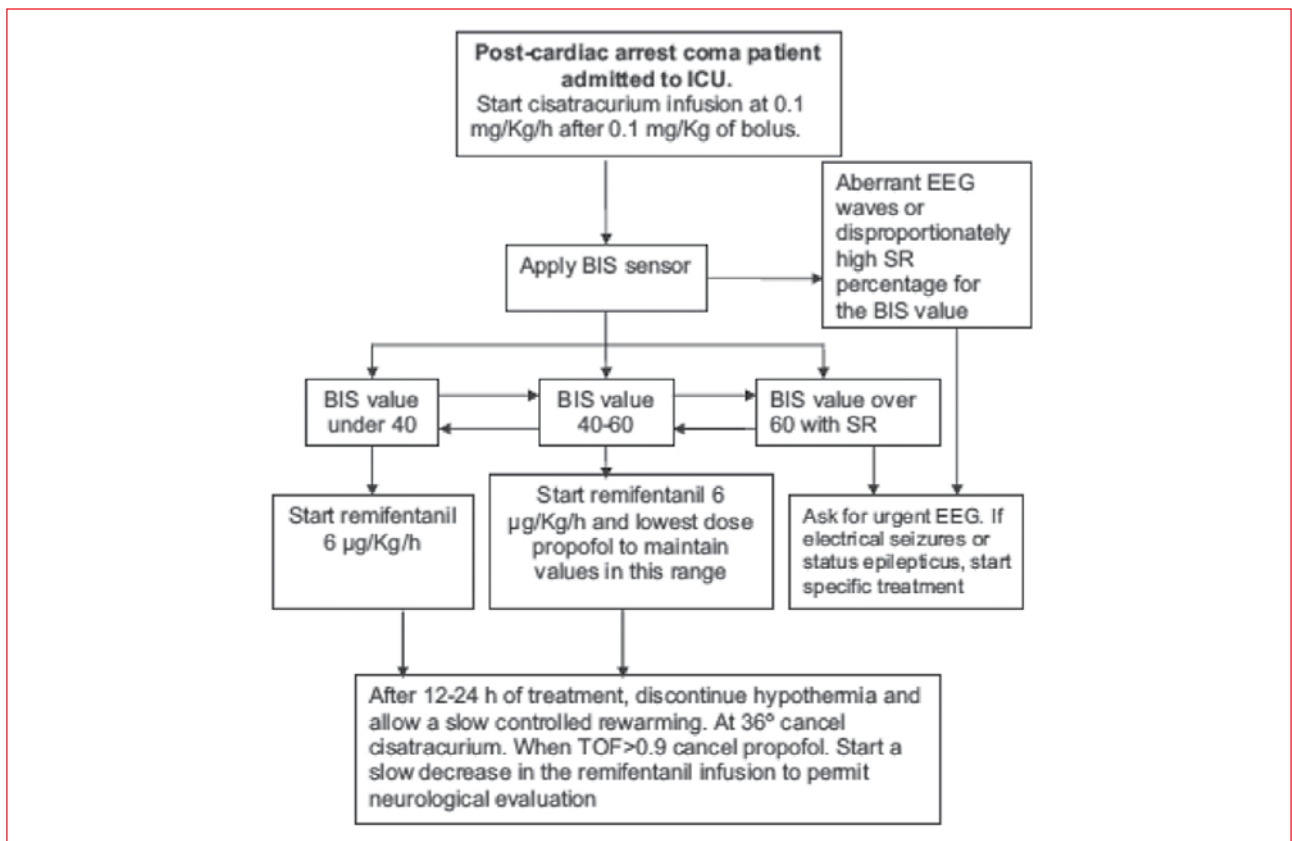 Post-cardiac arrest coma patient
admitted to ICU.
Start cisatracurium infusion at 0.1
mg/Kg/h after 0.1 mg/Kg of bolus.
Aberrant EEG
waves or
disproportionately
high SR
percentage for
the BIS value
Apply BIS sensor
BIS value
under 40
BIS value
40-60
BIS value over
60 with SR
Start remifentanil
6 µg/Kg/h
Start remifentanil 6
µg/Kg/h and lowest dose
propofol to maintain
values in this range
Ask for urgent EEG. If
electrical seizures or
status epilepticus, start
specific treatment
After 12-24 h of treatment, discontinue hypothermia and
allow a slow controlled rewarming. At 36º cancel
cisatracurium. When TOF>0.9 cancel propofol. Start a
slow decrease in the remifentanil infusion to permit
neurological evaluation